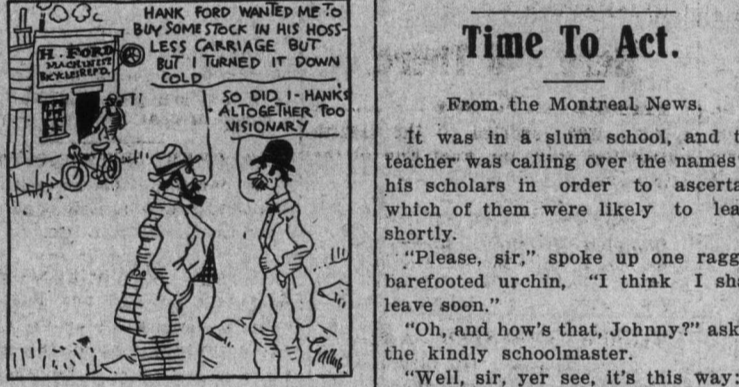 HANK FORD WANTED ME TO
BUY SOME STOCK IN HIS HOSS-
LESS CARRIAGE BUT
BUT I TURNED IT DOWN
COLD
SO DID I - HANK'S
ALTOGETHER TOO
VISIONARY
H. FORD
MACHINIST
BICYCLES REP'D.
Time To Act.
From the Montreal News.
It was in a slum school, and t
teacher was calling over the names
his scholars in order to ascerta
which of them were likely to lea
shortly.
"Please, sir," spoke up one ragg
barefooted urchin, "I think I sha
leave soon."
"Oh, and how's that, Johnny?" ask
the kindly schoolmaster.
"Well, sir, yer see, it's this way: